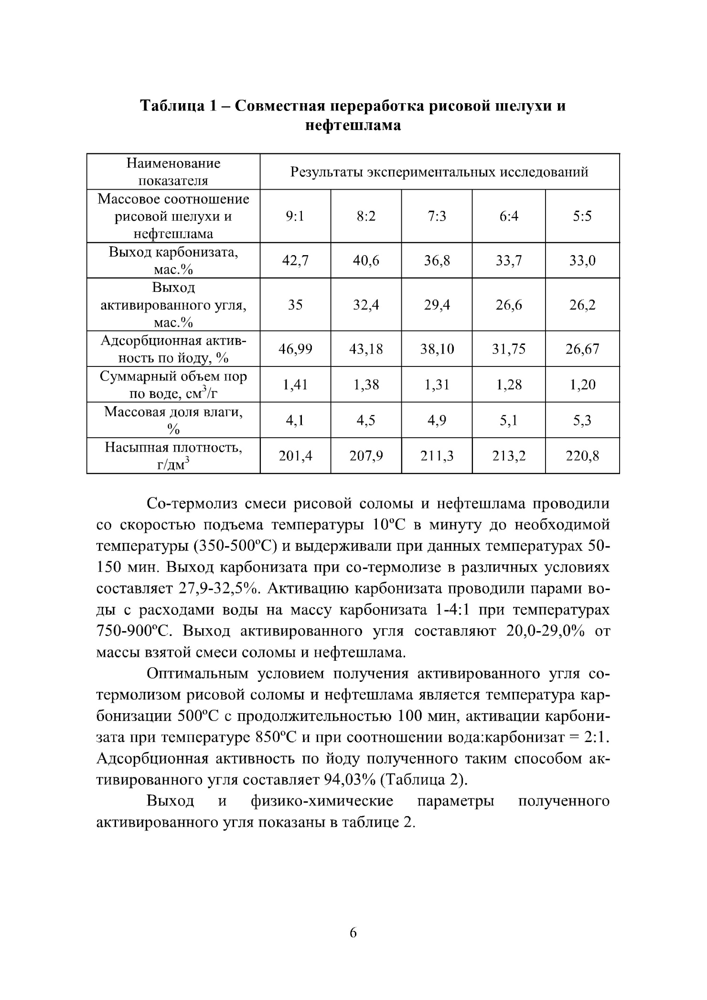 Таблица 1 – Совместная переработка рисовой шелухи и
нефтешлама
Наименование
показателя
Результаты экспериментальных исследований
Массовое соотношение
рисовой шелухи и
нефтешлама
9:1
8:2
7:3
6:4
5:5
Выход карбонизата,
мас.%
42,7
40,6
36,8
33,7
33,0
Выход
активированного угля,
мас.%
35
32,4
29,4
26,6
26,2
Адсорбционная актив-
ность по йоду, %
46,99
43,18
38,10
31,75
26,67
Суммарный объем пор
по воде, см³/г
1,41
1,38
1,31
1,28
1,20
Массовая доля влаги,
%
4,1
4,5
4,9
5,1
5,3
Насыпная плотность,
г/дм³
201,4
207,9
211,3
213,2
220,8
Со-термолиз смеси рисовой соломы и нефтешлама проводили
со скоростью подъема температуры 10ºС в минуту до необходимой
температуры (350-500ºС) и выдерживали при данных температурах 50-
150 мин. Выход карбонизата при со-термолизе в различных условиях
составляет 27,9-32,5%. Активацию карбонизата проводили парами во-
ды с расходами воды на массу карбонизата 1-4:1 при температурах
750-900ºС. Выход активированного угля составляют 20,0-29,0% от
массы взятой смеси соломы и нефтешлама.
Оптимальным условием получения активированного угля со-
термолизом рисовой соломы и нефтешлама является температура кар-
бонизации 500ºС с продолжительностью 100 мин, активации карбони-
зата при температуре 850ºС и при соотношении вода:карбонизат = 2:1.
Адсорбционная активность по йоду полученного таким способом ак-
тивированного угля составляет 94,03% (Таблица 2).
Выход и физико-химические параметры полученного
активированного угля показаны в таблице 2.
6